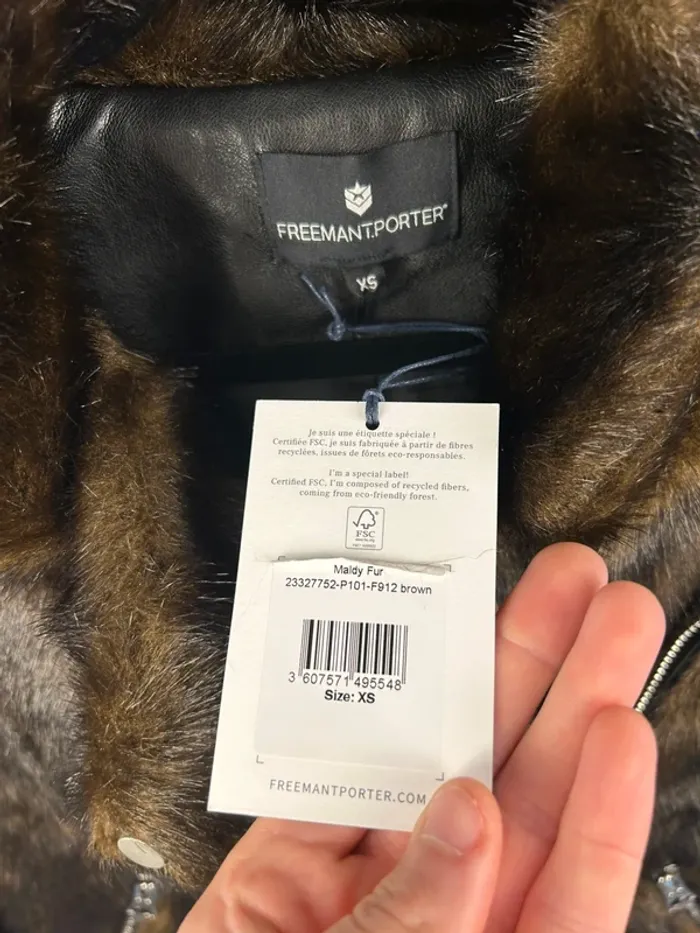 FREEMANT.PORTER
XS
Je suis une étiquette spéciale !
Certifiée FSC, je suis fabriquée à partir de fibres
recyclées, issues de fôrets eco-responsables.
I'm a special label!
Certified FSC, I'm composed of recycled fibers,
coming from eco-friendly forest.
FSC
Maldy Fur
23327752-P101-F912 brown
3 607571 495548
Size: XS
FREEMANTPORTER.COM